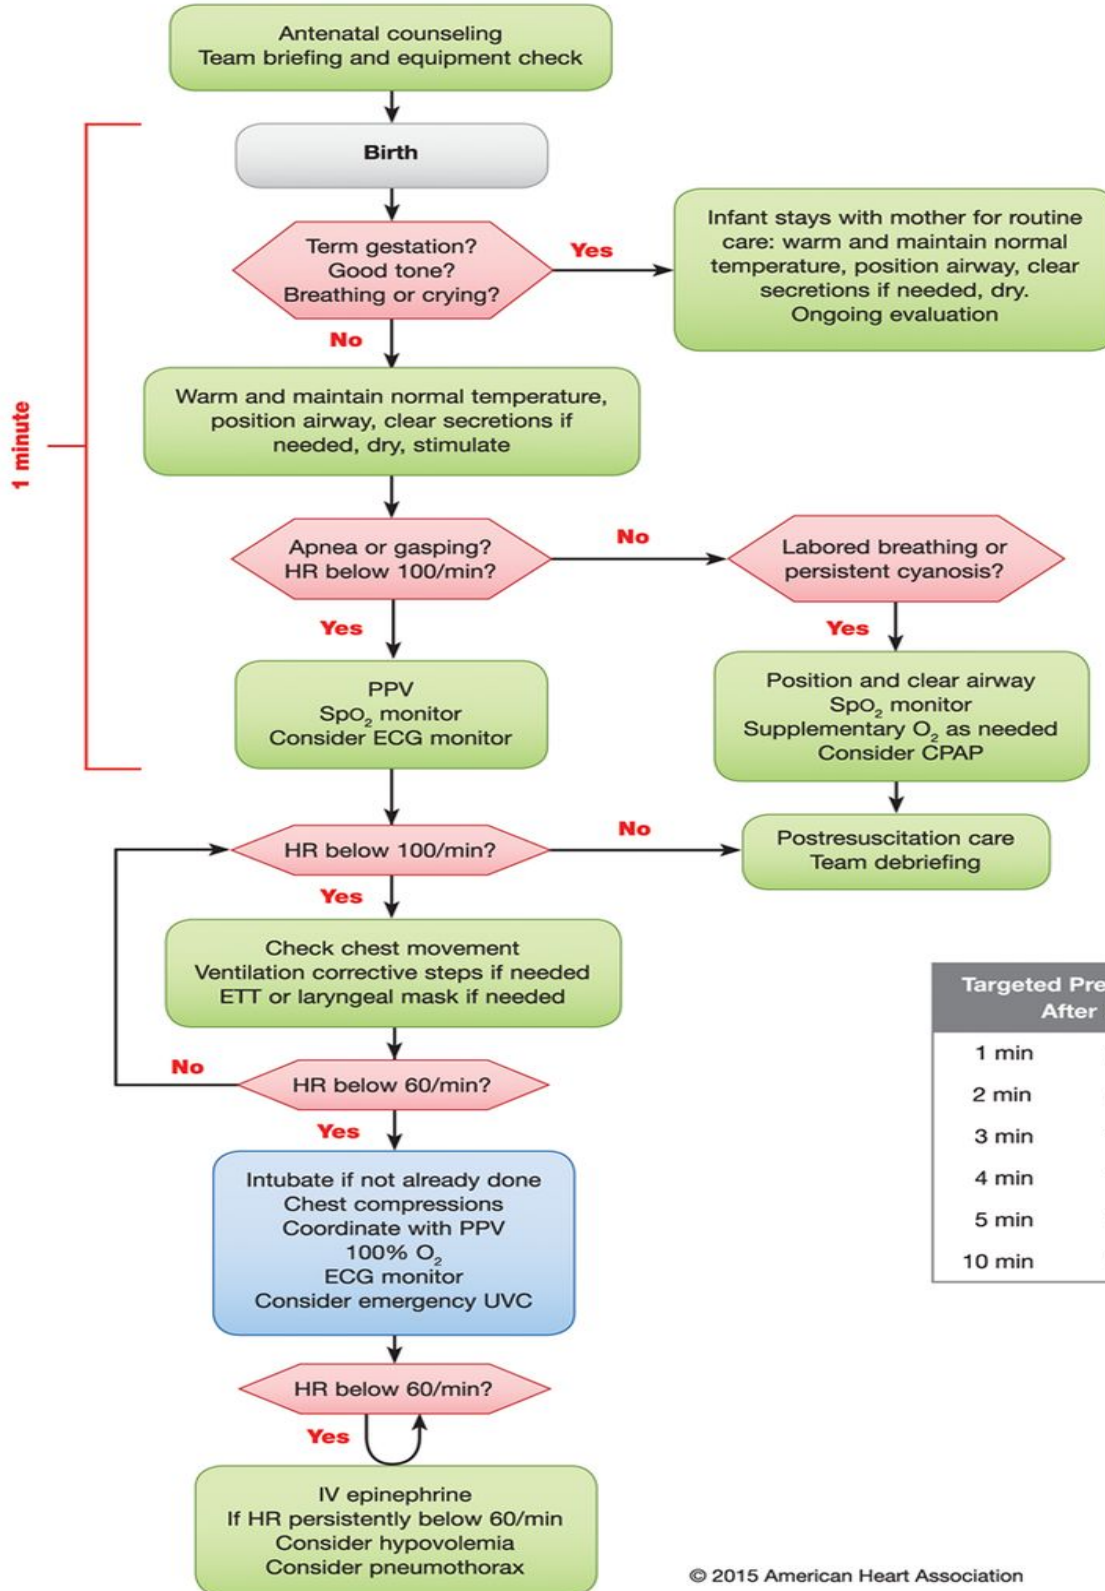 Antenatal counseling
Team briefing and equipment check
Birth
1 minute
Term gestation?
Good tone?
Breathing or crying?
Yes
Infant stays with mother for routine
care: warm and maintain normal
temperature, position airway, clear
secretions if needed, dry.
Ongoing evaluation
No
Warm and maintain normal temperature,
position airway, clear secretions if
needed, dry, stimulate
Apnea or gasping?
HR below 100/min?
No
Labored breathing or
persistent cyanosis?
Yes
Yes
PPV
SpO₂ monitor
Consider ECG monitor
Position and clear airway
SpO₂ monitor
Supplementary O₂ as needed
Consider CPAP
HR below 100/min?
No
Postresuscitation care
Team debriefing
Yes
Check chest movement
Ventilation corrective steps if needed
ETT or laryngeal mask if needed
No
HR below 60/min?
Yes
Intubate if not already done
Chest compressions
Coordinate with PPV
100% O₂
ECG monitor
Consider emergency UVC
Targeted Pre
After
1 min
2 min
3 min
4 min
5 min
10 min
HR below 60/min?
Yes
IV epinephrine
If HR persistently below 60/min
Consider hypovolemia
Consider pneumothorax
© 2015 American Heart Association